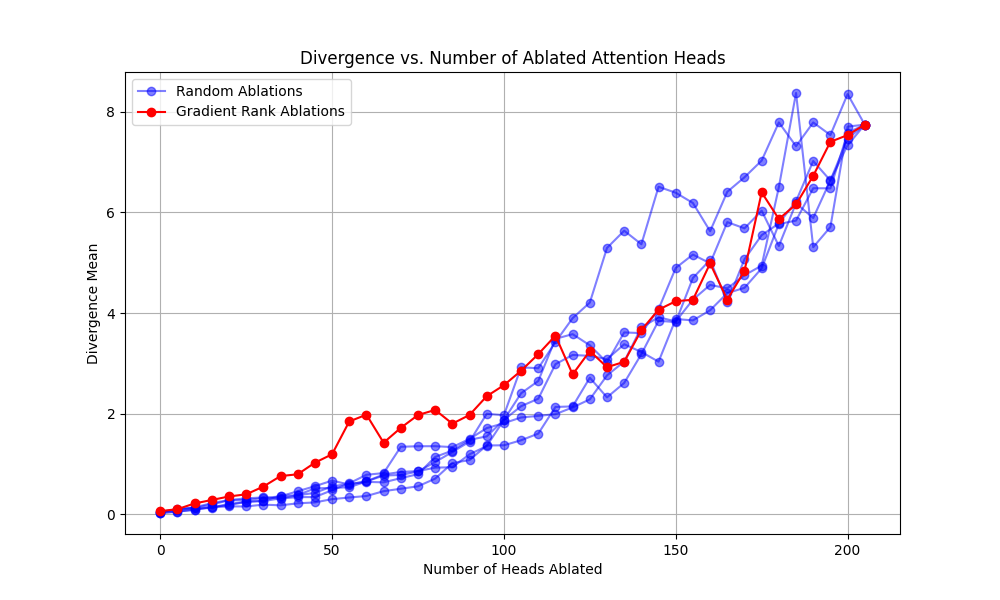 Divergence vs. Number of Ablated Attention Heads
Random Ablations
Gradient Rank Ablations
Divergence Mean
8
6
4
2
0
0 50 100 150 200
Number of Heads Ablated